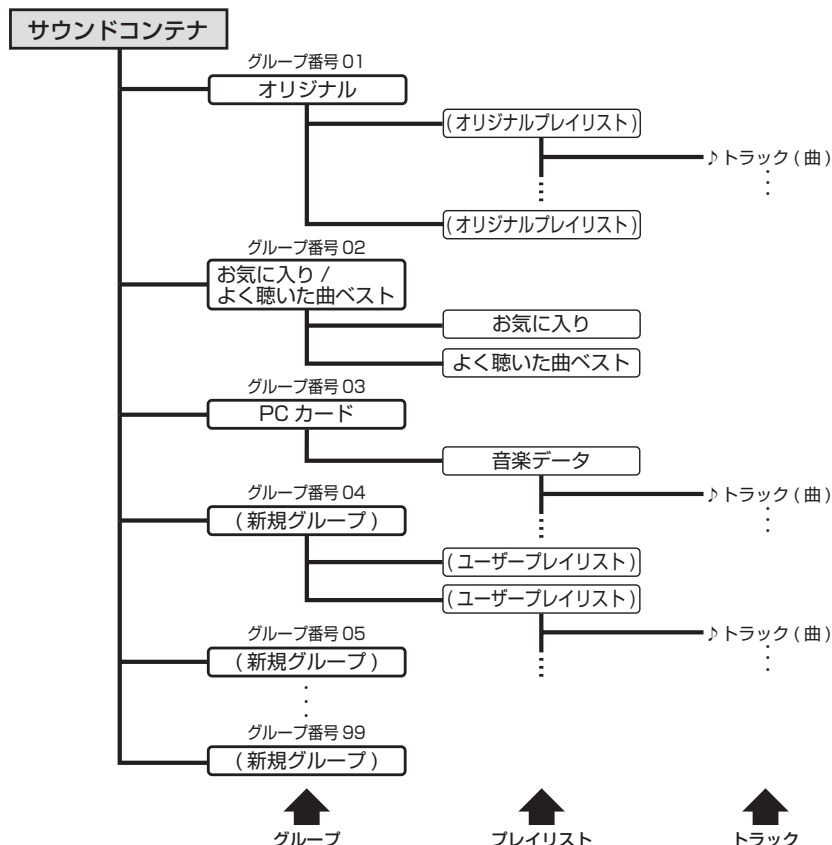 サウンドコンテナ
グループ番号 01
オリジナル
(オリジナルプレイリスト)
♪トラック ( 曲 )
(オリジナルプレイリスト)
グループ番号 02
お気に入り /
よく聴いた曲ベスト
お気に入り
よく聴いた曲ベスト
グループ番号 03
PC カード
音楽データ
♪トラック ( 曲 )
グループ番号 04
( 新規グループ )
( ユーザープレイリスト )
( ユーザープレイリスト )
♪トラック ( 曲 )
グループ番号 05
( 新規グループ )
グループ番号 99
( 新規グループ )
グループ
プレイリスト
トラック